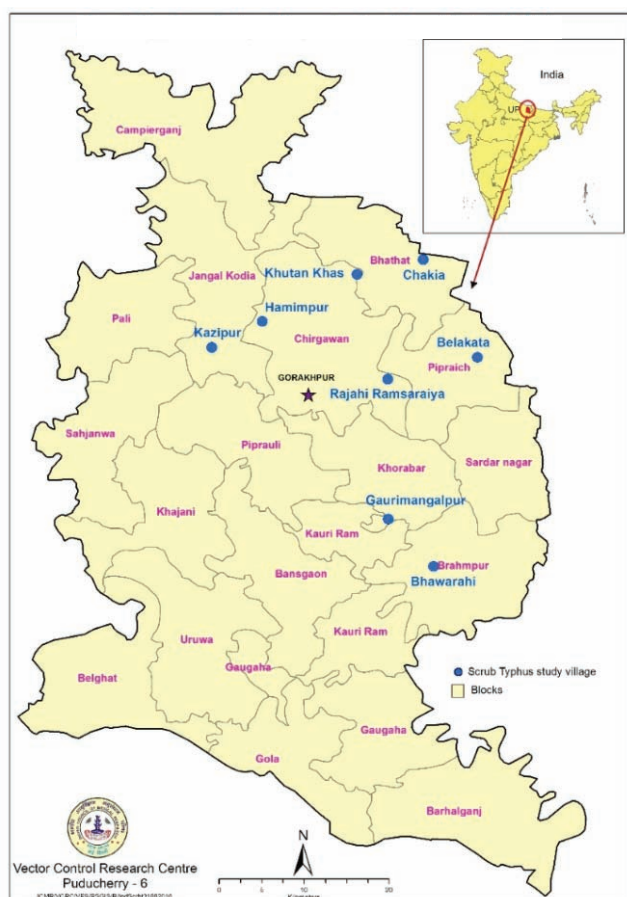 India
UP
Campierganj
Bhathat
Chakia
Khutan Khas
Jangal Kodia
Hamimpur
Pali
Kazipur
Chirgawan
Belakata
Pipraich
GORAKHPUR
Rajahi Ramsaraiya
Sahjanwa
Piprauli
Khorabar
Sardar nagar
Khajani
Gaurimangalpur
Kauri Ram
Bansgaon
Brahmpur
Bhawarahi
Uruwa
Kauri Ram
Belghat
Gaugaha
Scrub Typhus study village
Blocks
Gaugaha
Gola
Barhalganj
N
Vector Control Research Centre
Puducherry - 6
0 5 10 20